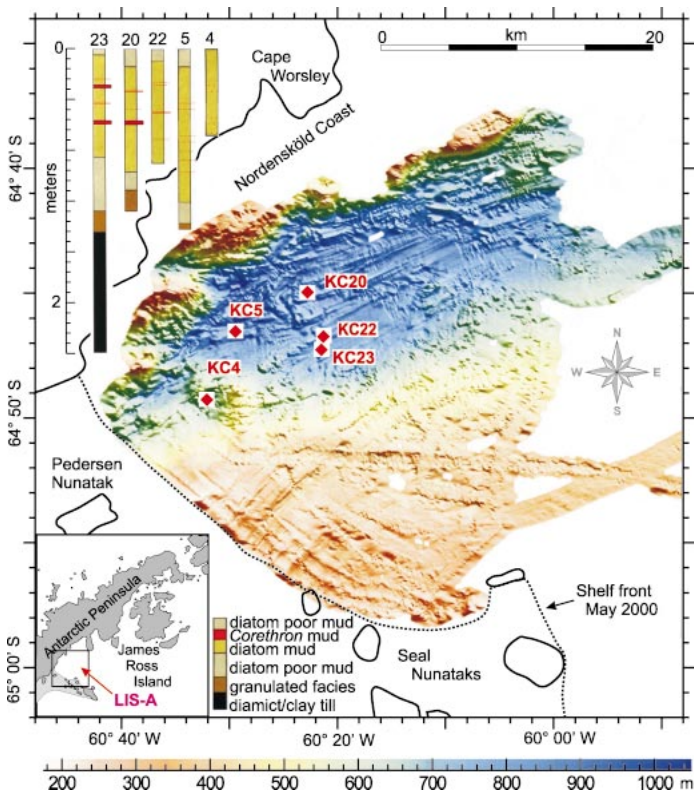 23 20 22 5 4
0
meters
2
Cape
Worsley
Nordensköld Coast
km
0 20
64° 40' S
64° 50' S
65° 00' S
KC20
KC5
KC22
KC23
KC4
N
W E
S
Pedersen
Nunatak
Shelf front
May 2000
Seal
Nunataks
Antarctic Peninsula
James
Ross
Island
LIS-A
diatom poor mud
Corethron mud
diatom mud
diatom poor mud
granulated facies
diamict/clay till
60° 40' W 60° 20' W 60° 00' W
200 300 400 500 600 700 800 900 1000 m